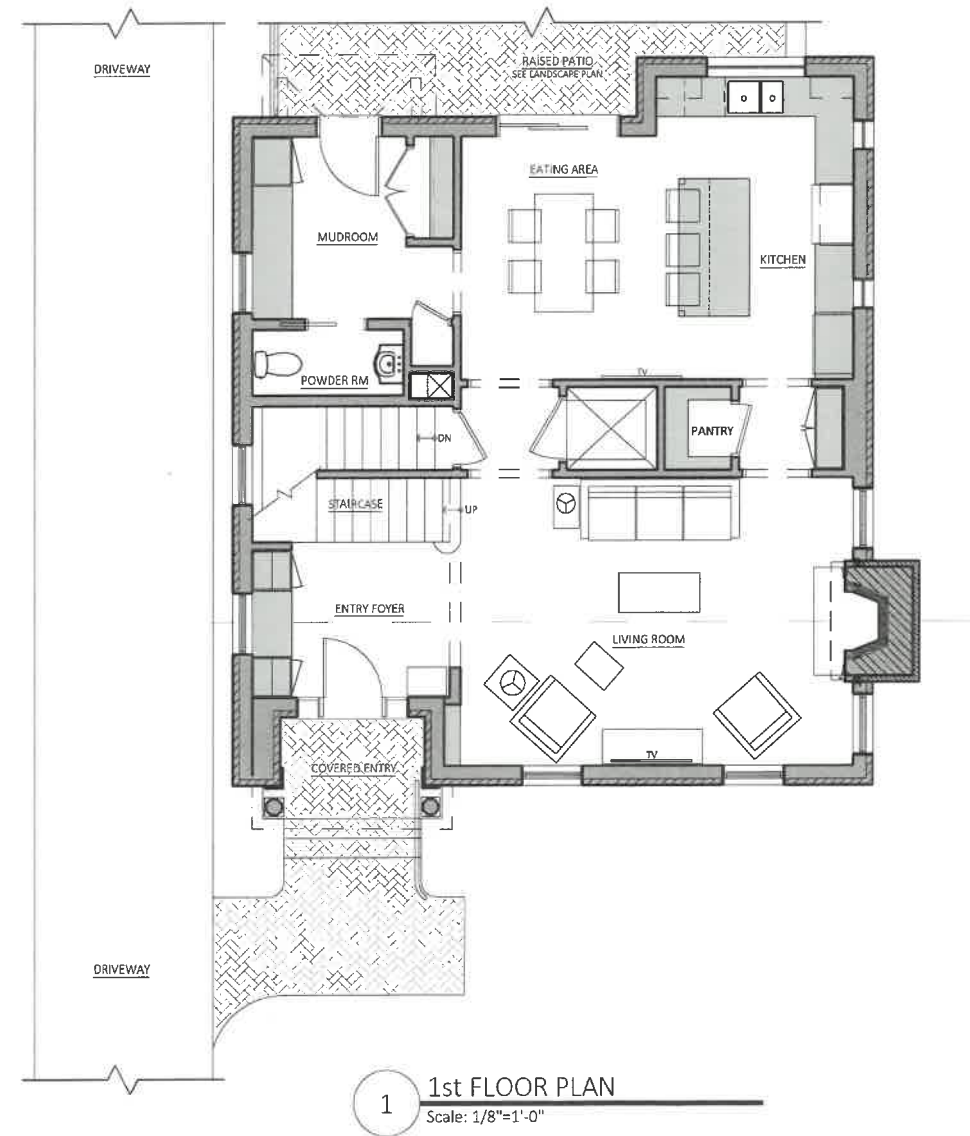 DRIVEWAY
RAISED PATIO
SEE LANDSCAPE PLAN
EATING AREA
MUDROOM
KITCHEN
POWDER RM
TV
PANTRY
DN
STAIRCASE
UP
ENTRY FOYER
LIVING ROOM
TV
COVERED ENTRY
DRIVEWAY
1
1st FLOOR PLAN
Scale: 1/8"=1'-0"